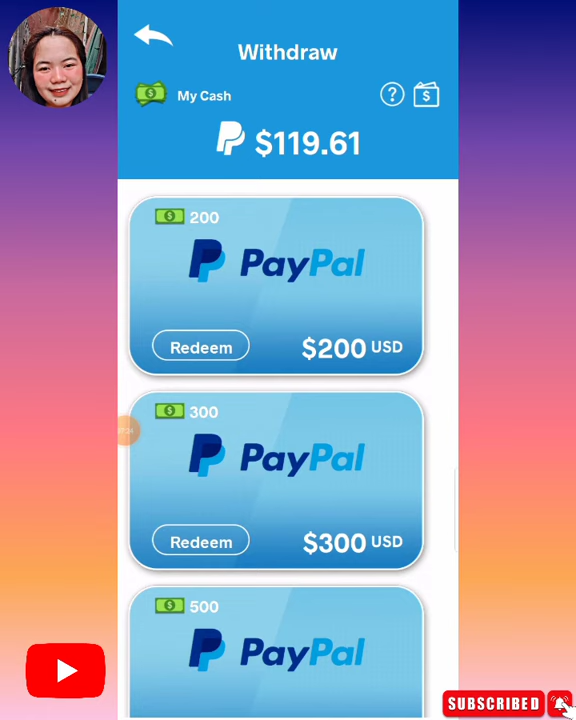 Withdraw
My Cash
?
$
$119.61
200
PayPal
Redeem
$200 USD
300
PayPal
Redeem
$300 USD
500
PayPal
SUBSCRIBED